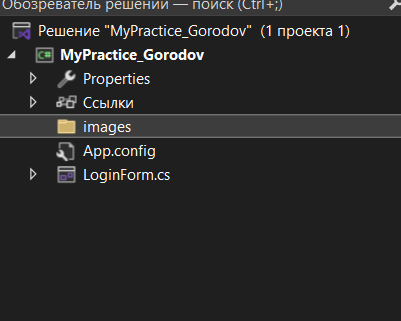 Обозреватель решений — поиск (Ctrl+;)
Решение "MyPractice_Gorodov" (1 проекта 1)
MyPractice_Gorodov
Properties
Ссылки
images
App.config
LoginForm.cs